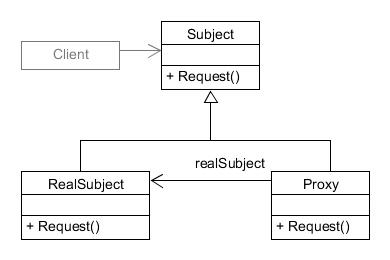 Subject
Client
+ Request()
realSubject
RealSubject
Proxy
+ Request()
+ Request()